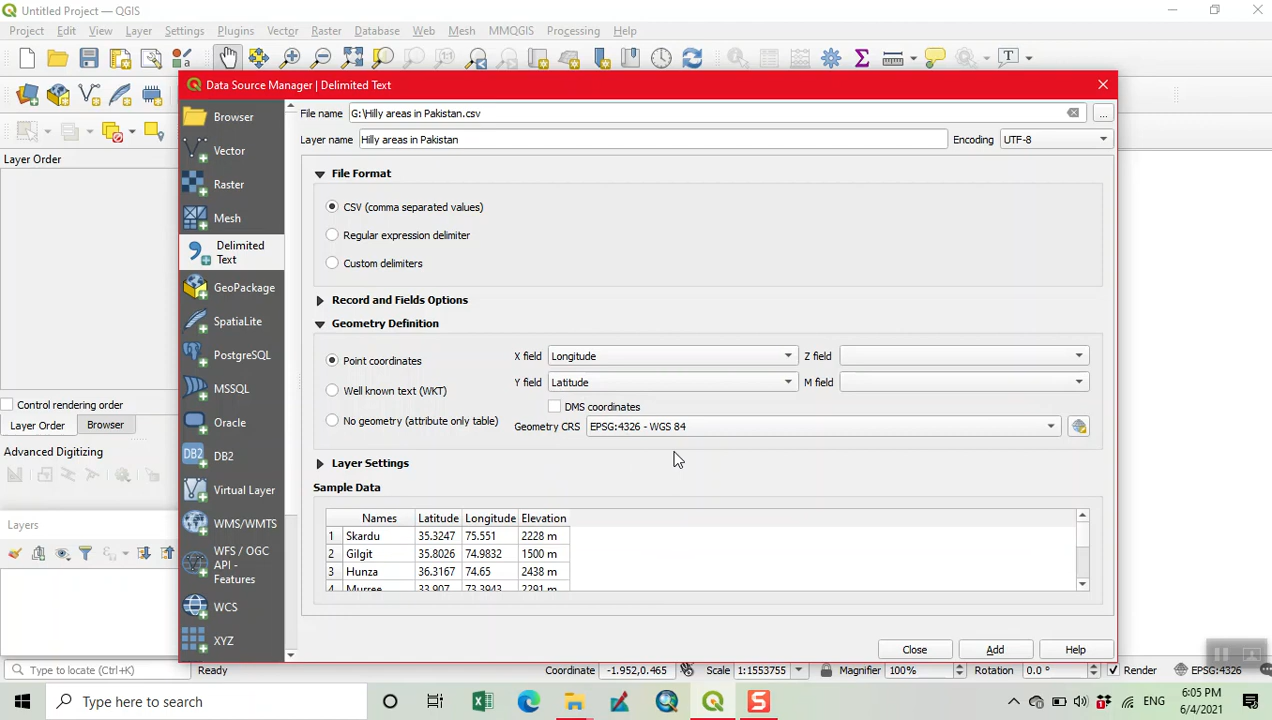 Untitled Project — QGIS
Project Edit View Layer Settings Plugins Vector Raster Database Web Mesh MMQGIS Processing Help
Data Source Manager | Delimited Text
Browser
File name G:\Hilly areas in Pakistan.csv ...
Layer name Hilly areas in Pakistan Encoding UTF-8
Vector
Layer Order
File Format
Raster
CSV (comma separated values)
Mesh
Regular expression delimiter
Delimited
Text
Custom delimiters
GeoPackage
Record and Fields Options
SpatiaLite
Geometry Definition
PostgreSQL
Point coordinates X field Longitude Z field
MSSQL
Well known text (WKT) Y field Latitude M field
Control rendering order
DMS coordinates
Layer Order Browser
Oracle
No geometry (attribute only table) Geometry CRS EPSG:4326 - WGS 84
Advanced Digitizing
DB2
Layer Settings
Virtual Layer
Sample Data
Layers
WMS/WMTS
Names Latitude Longitude Elevation
1 Skardu 35.3247 75.551 2228 m
2 Gilgit 35.8026 74.9832 1500 m
3 Hunza 36.3167 74.65 2438 m
4 Murree 33.907 73.3943 2291 m
WFS / OGC
API -
Features
WCS
XYZ
Close Add Help
Type to locate (Ctrl+K) Ready Coordinate -1.952,0.465 Scale 1:1553755 Magnifier 100% Rotation 0.0 ° Render EPSG:4326
Type here to search
ENG
6:05 PM
6/4/2021